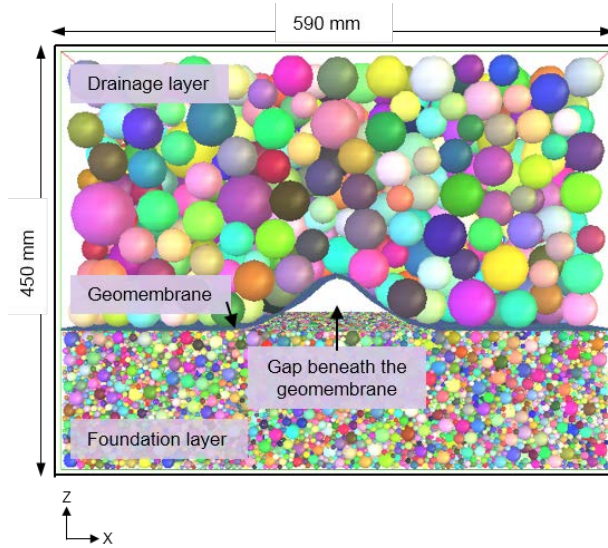 590 mm
Drainage layer
450 mm
Geomembrane
Gap beneath the
geomembrane
Foundation layer
Z
X